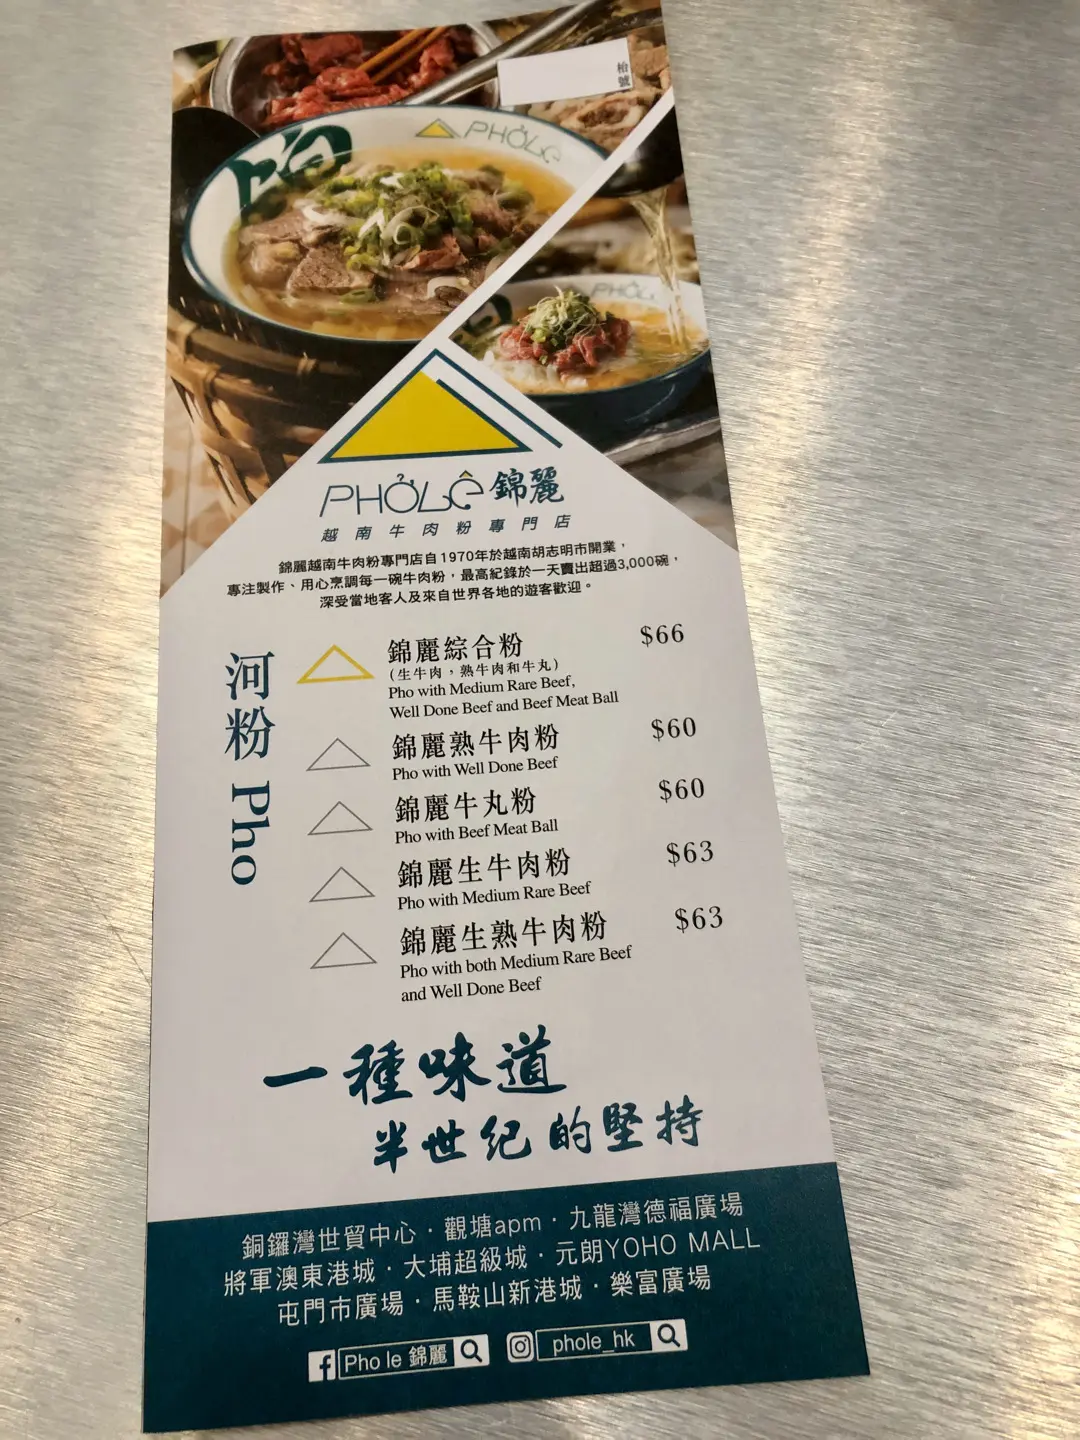 枱號
PHỞLÊ
PHỞLÊ
PHỞLÊ 錦麗
越南牛肉粉專門店
錦麗越南牛肉粉專門店自1970年於越南胡志明市開業，
專注製作、用心烹調每一碗牛肉粉，最高紀錄於一天賣出超過3,000碗，
深受當地客人及來自世界各地的遊客歡迎。
河粉 Pho
錦麗綜合粉 $66
(生牛肉，熟牛肉和牛丸)
Pho with Medium Rare Beef,
Well Done Beef and Beef Meat Ball
錦麗熟牛肉粉 $60
Pho with Well Done Beef
錦麗牛丸粉 $60
Pho with Beef Meat Ball
錦麗生牛肉粉 $63
Pho with Medium Rare Beef
錦麗生熟牛肉粉 $63
Pho with both Medium Rare Beef
and Well Done Beef
一種味道
半世紀的堅持
銅鑼灣世貿中心·觀塘apm·九龍灣德福廣場
將軍澳東港城·大埔超級城·元朗YOHO MALL
屯門市廣場·馬鞍山新港城·樂富廣場
f Pho le 錦麗 phole_hk